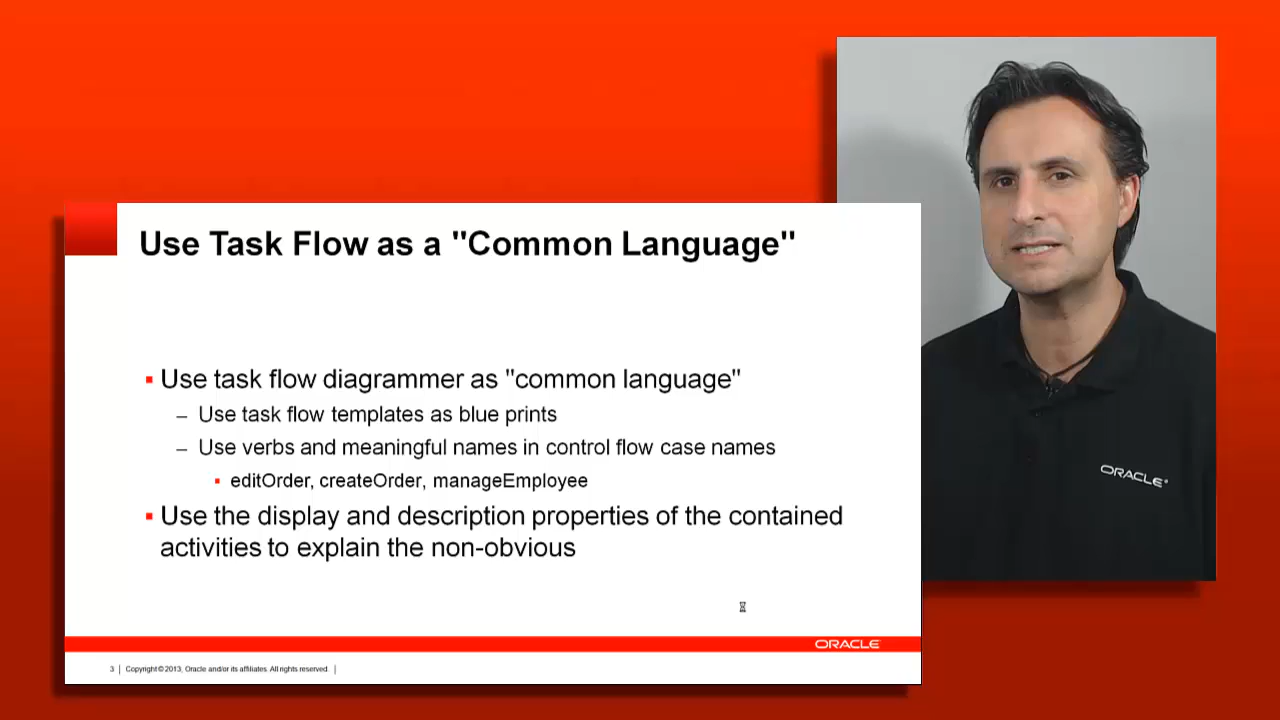 Use Task Flow as a "Common Language"
Use task flow diagrammer as "common language"
– Use task flow templates as blue prints
– Use verbs and meaningful names in control flow case names
editOrder, createOrder, manageEmployee
Use the display and description properties of the contained
activities to explain the non-obvious
ORACLE
3 | Copyright © 2013, Oracle and/or its affiliates. All rights reserved. |
ORACLE